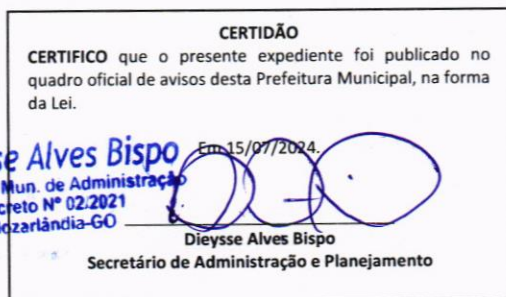 CERTIDÃO
CERTIFICO que o presente expediente foi publicado no
quadro oficial de avisos desta Prefeitura Municipal, na forma
da Lei.
Em 15/07/2024.
se Alves Bispo
Mun. de Administração
creto Nº 02.2021
ozarlândia-GO
Dieysse Alves Bispo
Secretário de Administração e Planejamento